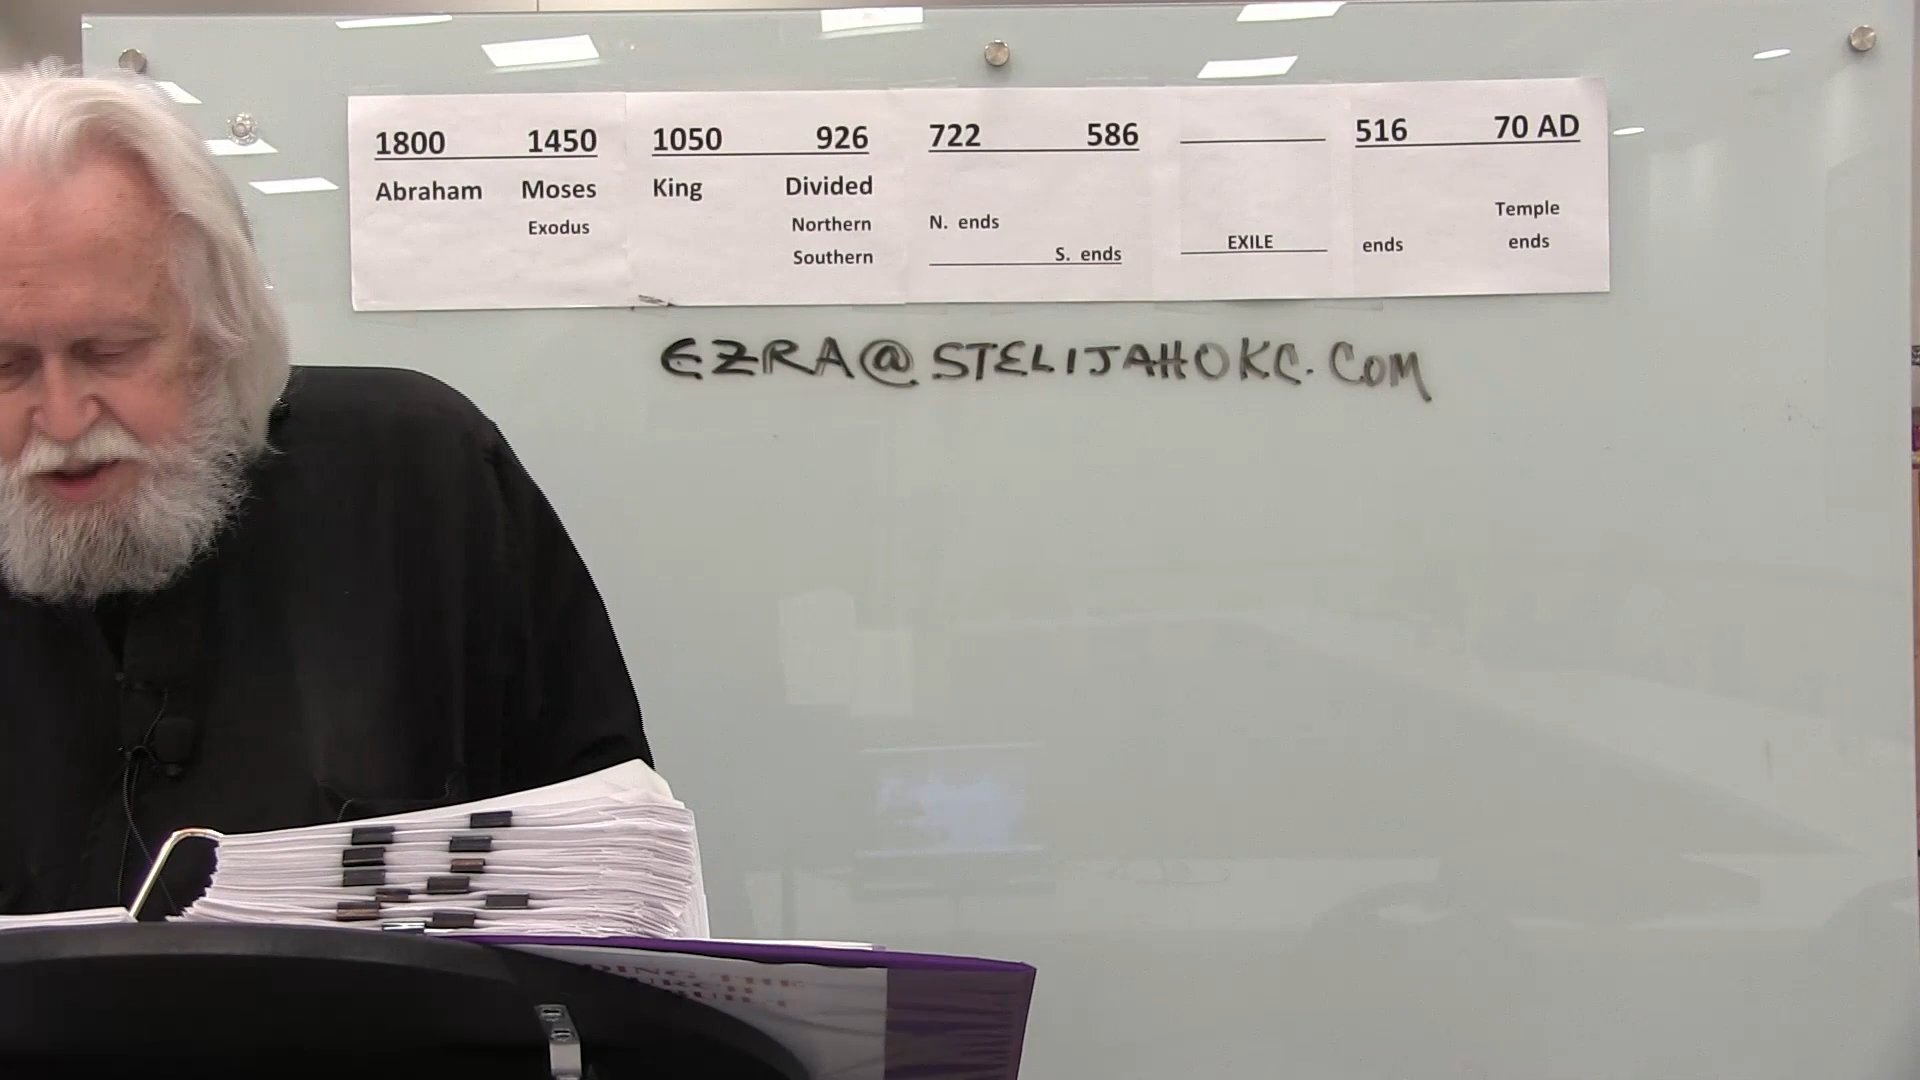 1800 1450 1050 926 722 586 516 70 AD
Abraham Moses King Divided
Exodus Northern N. ends Temple
Southern S. ends EXILE ends ends
EZRA@STELIJAHOKC.COM